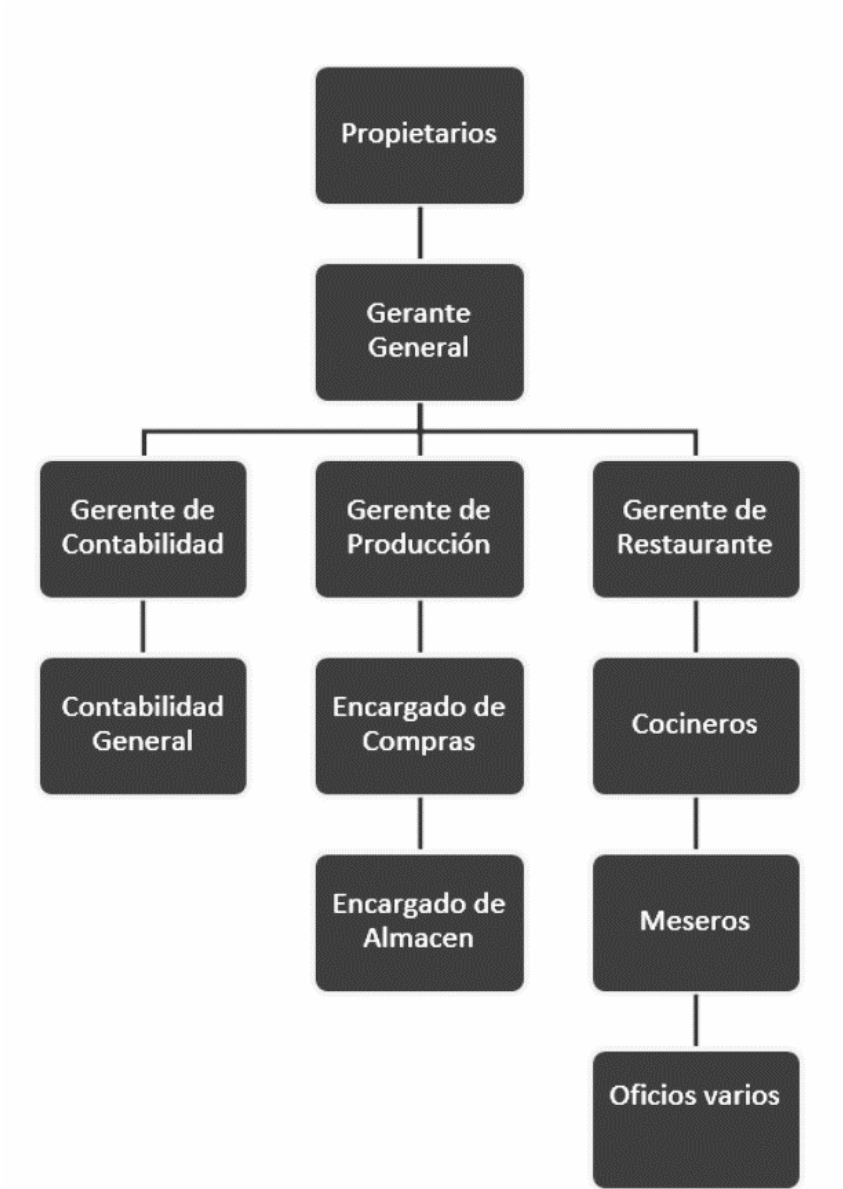 Propietarios
Gerante
General
Gerente de
Contabilidad
Gerente de
Producción
Gerente de
Restaurante
Contabilidad
General
Encargado de
Compras
Cocineros
Encargado de
Almacen
Meseros
Oficios varios